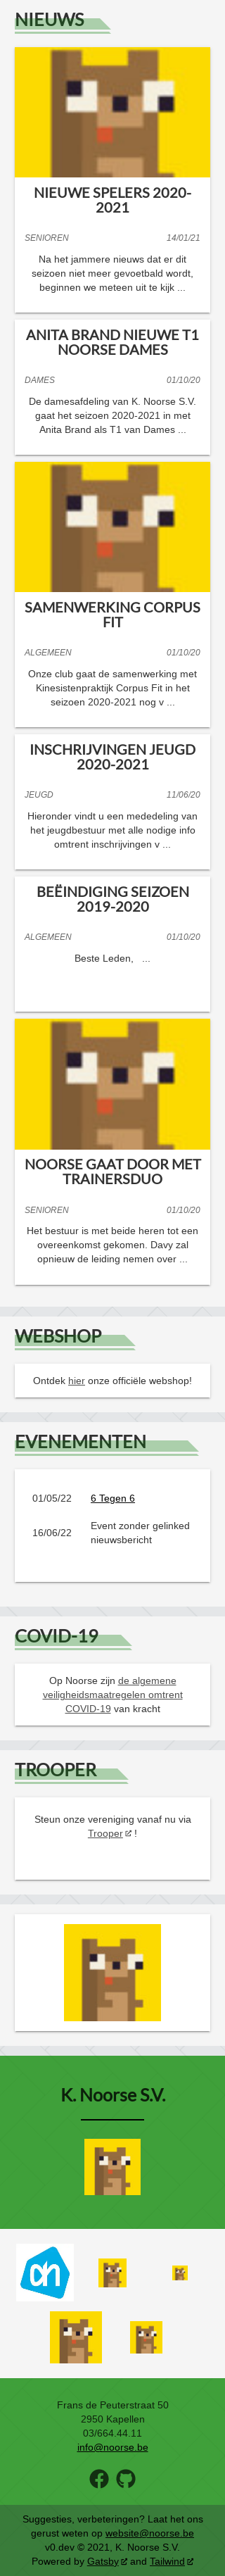 NIEUWS
NIEUWE SPELERS 2020-
2021
SENIOREN 14/01/21
Na het jammere nieuws dat er dit
seizoen niet meer gevoetbald wordt,
beginnen we meteen uit te kijk ...
ANITA BRAND NIEUWE T1
NOORSE DAMES
DAMES 01/10/20
De damesafdeling van K. Noorse S.V.
gaat het seizoen 2020-2021 in met
Anita Brand als T1 van Dames ...
SAMENWERKING CORPUS
FIT
ALGEMEEN 01/10/20
Onze club gaat de samenwerking met
Kinesistenpraktijk Corpus Fit in het
seizoen 2020-2021 nog v ...
INSCHRIJVINGEN JEUGD
2020-2021
JEUGD 11/06/20
Hieronder vindt u een mededeling van
het jeugdbestuur met alle nodige info
omtrent inschrijvingen v ...
BEËINDIGING SEIZOEN
2019-2020
ALGEMEEN 01/10/20
Beste Leden, ...
NOORSE GAAT DOOR MET
TRAINERSDUO
SENIOREN 01/10/20
Het bestuur is met beide heren tot een
overeenkomst gekomen. Davy zal
opnieuw de leiding nemen over ...
WEBSHOP
Ontdek hier onze officiële webshop!
EVENEMENTEN
01/05/22 6 Tegen 6
16/06/22 Event zonder gelinked
nieuwsbericht
COVID-19
Op Noorse zijn de algemene
veiligheidsmaatregelen omtrent
COVID-19 van kracht
TROOPER
Steun onze vereniging vanaf nu via
Trooper !
K. Noorse S.V.
ah
Frans de Peuterstraat 50
2950 Kapellen
03/664.44.11
info@noorse.be
Suggesties, verbeteringen? Laat het ons
gerust weten op website@noorse.be
v0.dev © 2021, K. Noorse S.V.
Powered by Gatsby and Tailwind